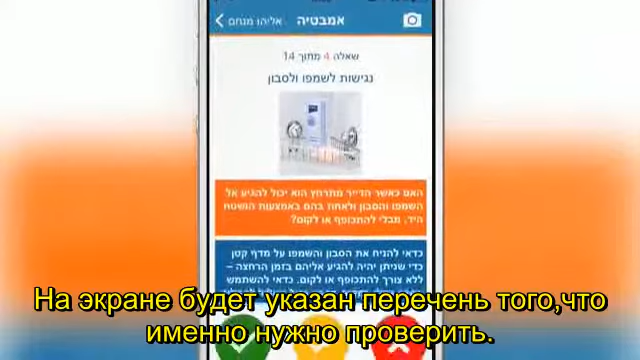 אמבטיה
אליהו מנחם
שאלה 4 מתוך 14
נגישות לשמפו ולסבון
האם כאשר הדייר מתרחץ הוא יכול להגיע אל
השמפו והסבון ולאחוז בהם באמצעות הושטת
היד, מבלי להתכופף או לקום?
כדאי להניח את הסבון והשמפו על מדף קטן
כדי שניתן יהיה להגיע אליהם בזמן הרחצה –
ללא צורך להתכופף או לקום. כדאי להשתמש
На экране будет указан перечень того,что
именно нужно проверить.